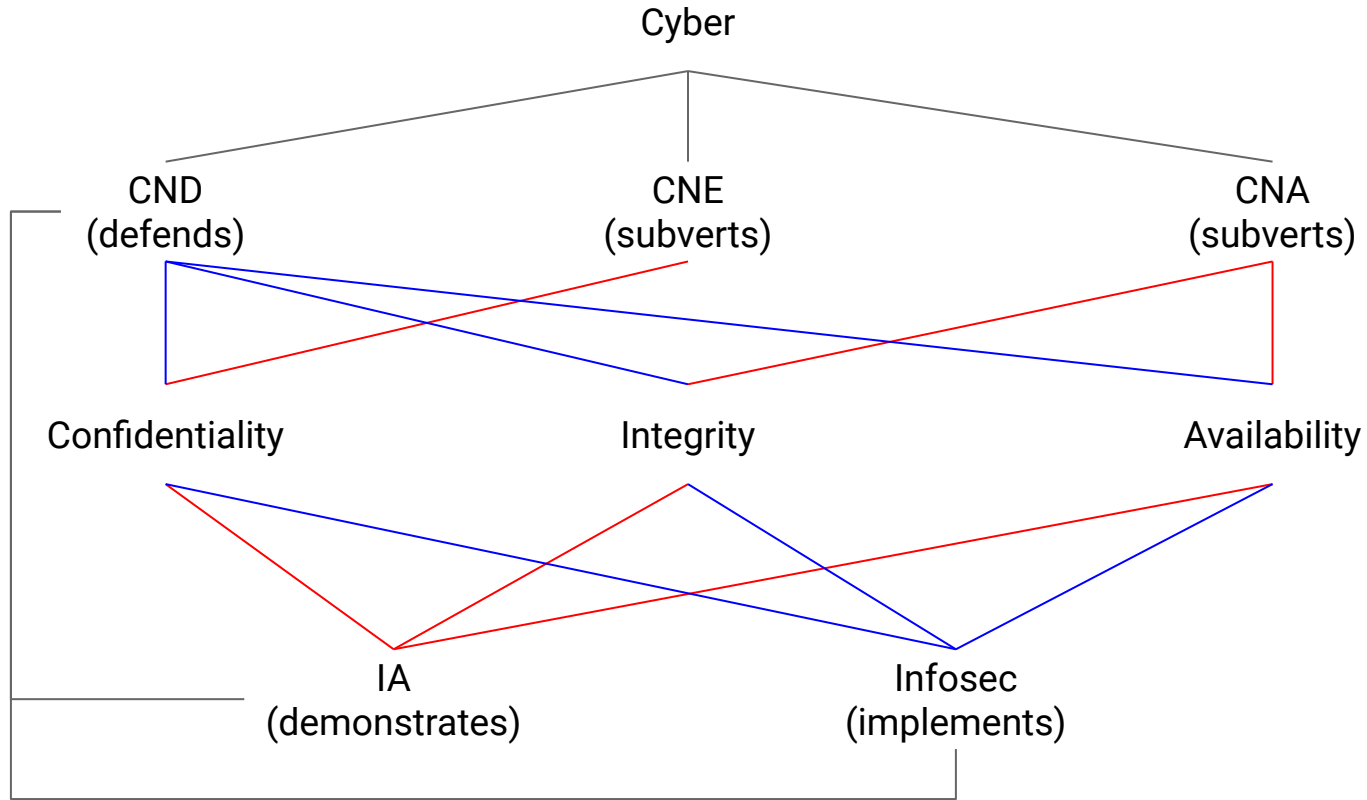 Cyber
CND
(defends)
CNE
(subverts)
CNA
(subverts)
Confidentiality
Integrity
Availability
IA
(demonstrates)
Infosec
(implements)